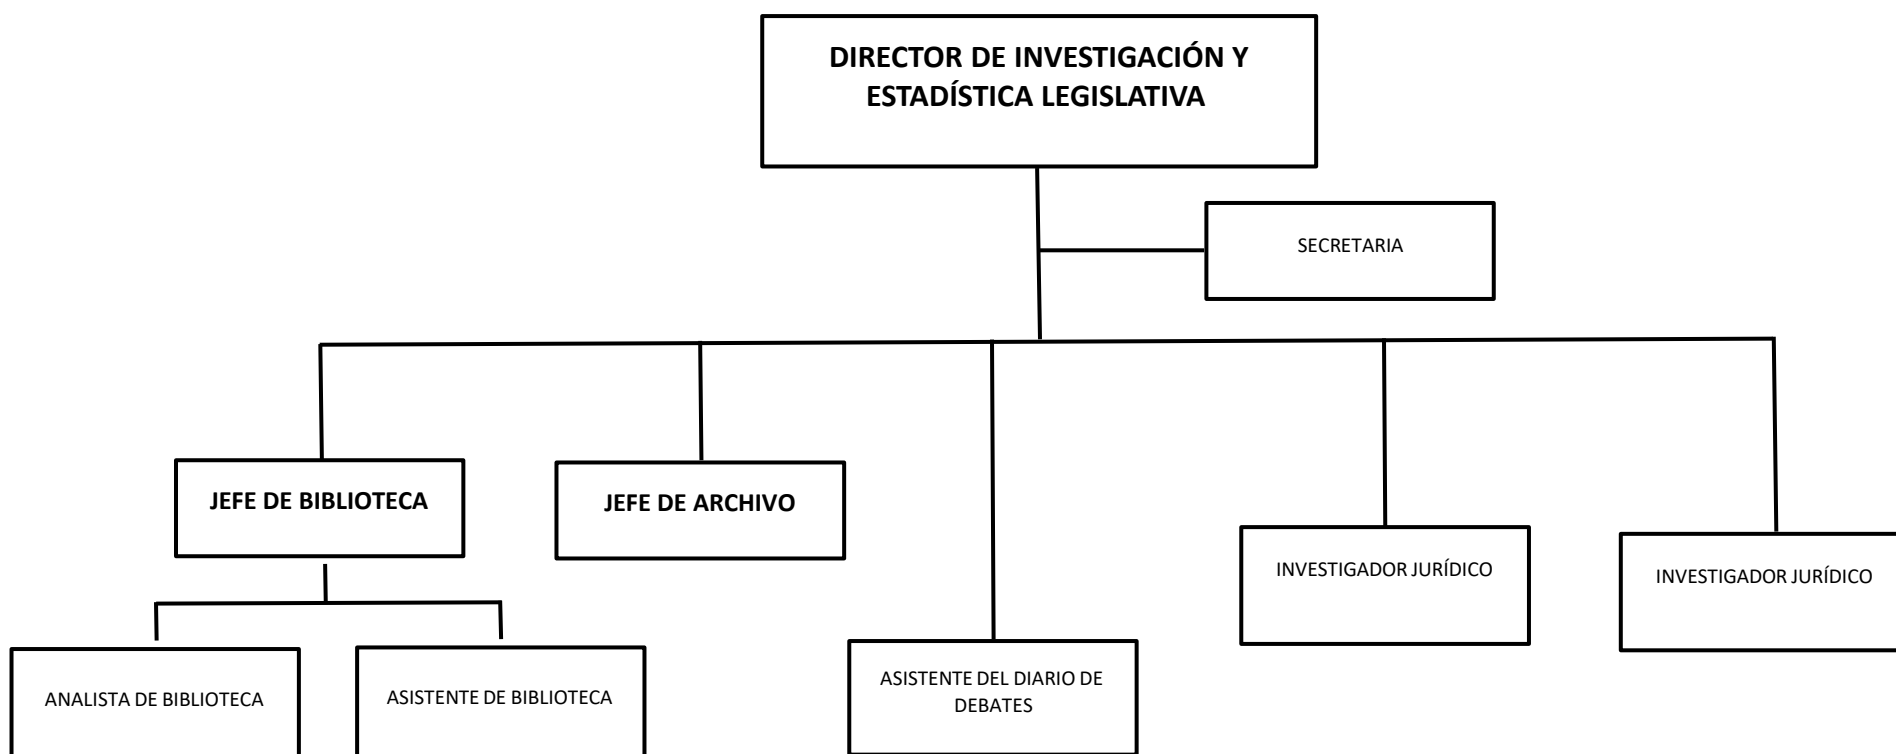 DIRECTOR DE INVESTIGACIÓN Y
ESTADÍSTICA LEGISLATIVA
SECRETARIA
JEFE DE BIBLIOTECA
JEFE DE ARCHIVO
INVESTIGADOR JURÍDICO
INVESTIGADOR JURÍDICO
ANALISTA DE BIBLIOTECA
ASISTENTE DE BIBLIOTECA
ASISTENTE DEL DIARIO DE
DEBATES